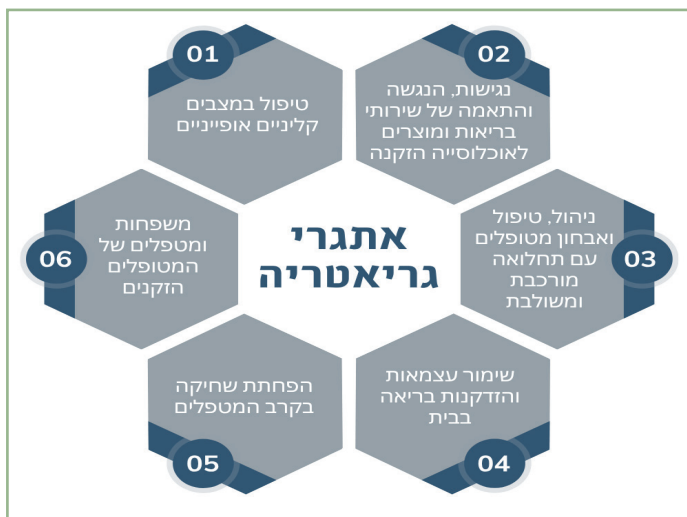 אתגרי
גריאטריה
01
טיפול במצבים
קליניים אופייניים
02
נגישות, הנגשה
והתאמה של שירותי
בריאות ומוצרים
לאוכלוסייה הזקנה
03
ניהול, טיפול
ואבחון מטופלים
עם תחלואה
מורכבת
ומשולבת
04
שימור עצמאות
והזדקנות בריאה
בבית
05
הפחתת שחיקה
בקרב המטפלים
06
משפחות
ומטפלים של
המטופלים
הזקנים